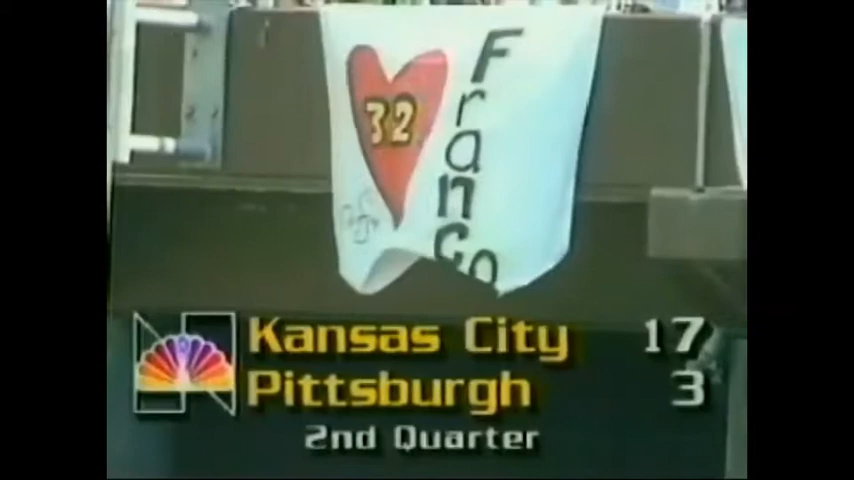 32
Franco
Kansas City 17
Pittsburgh 3
2nd Quarter